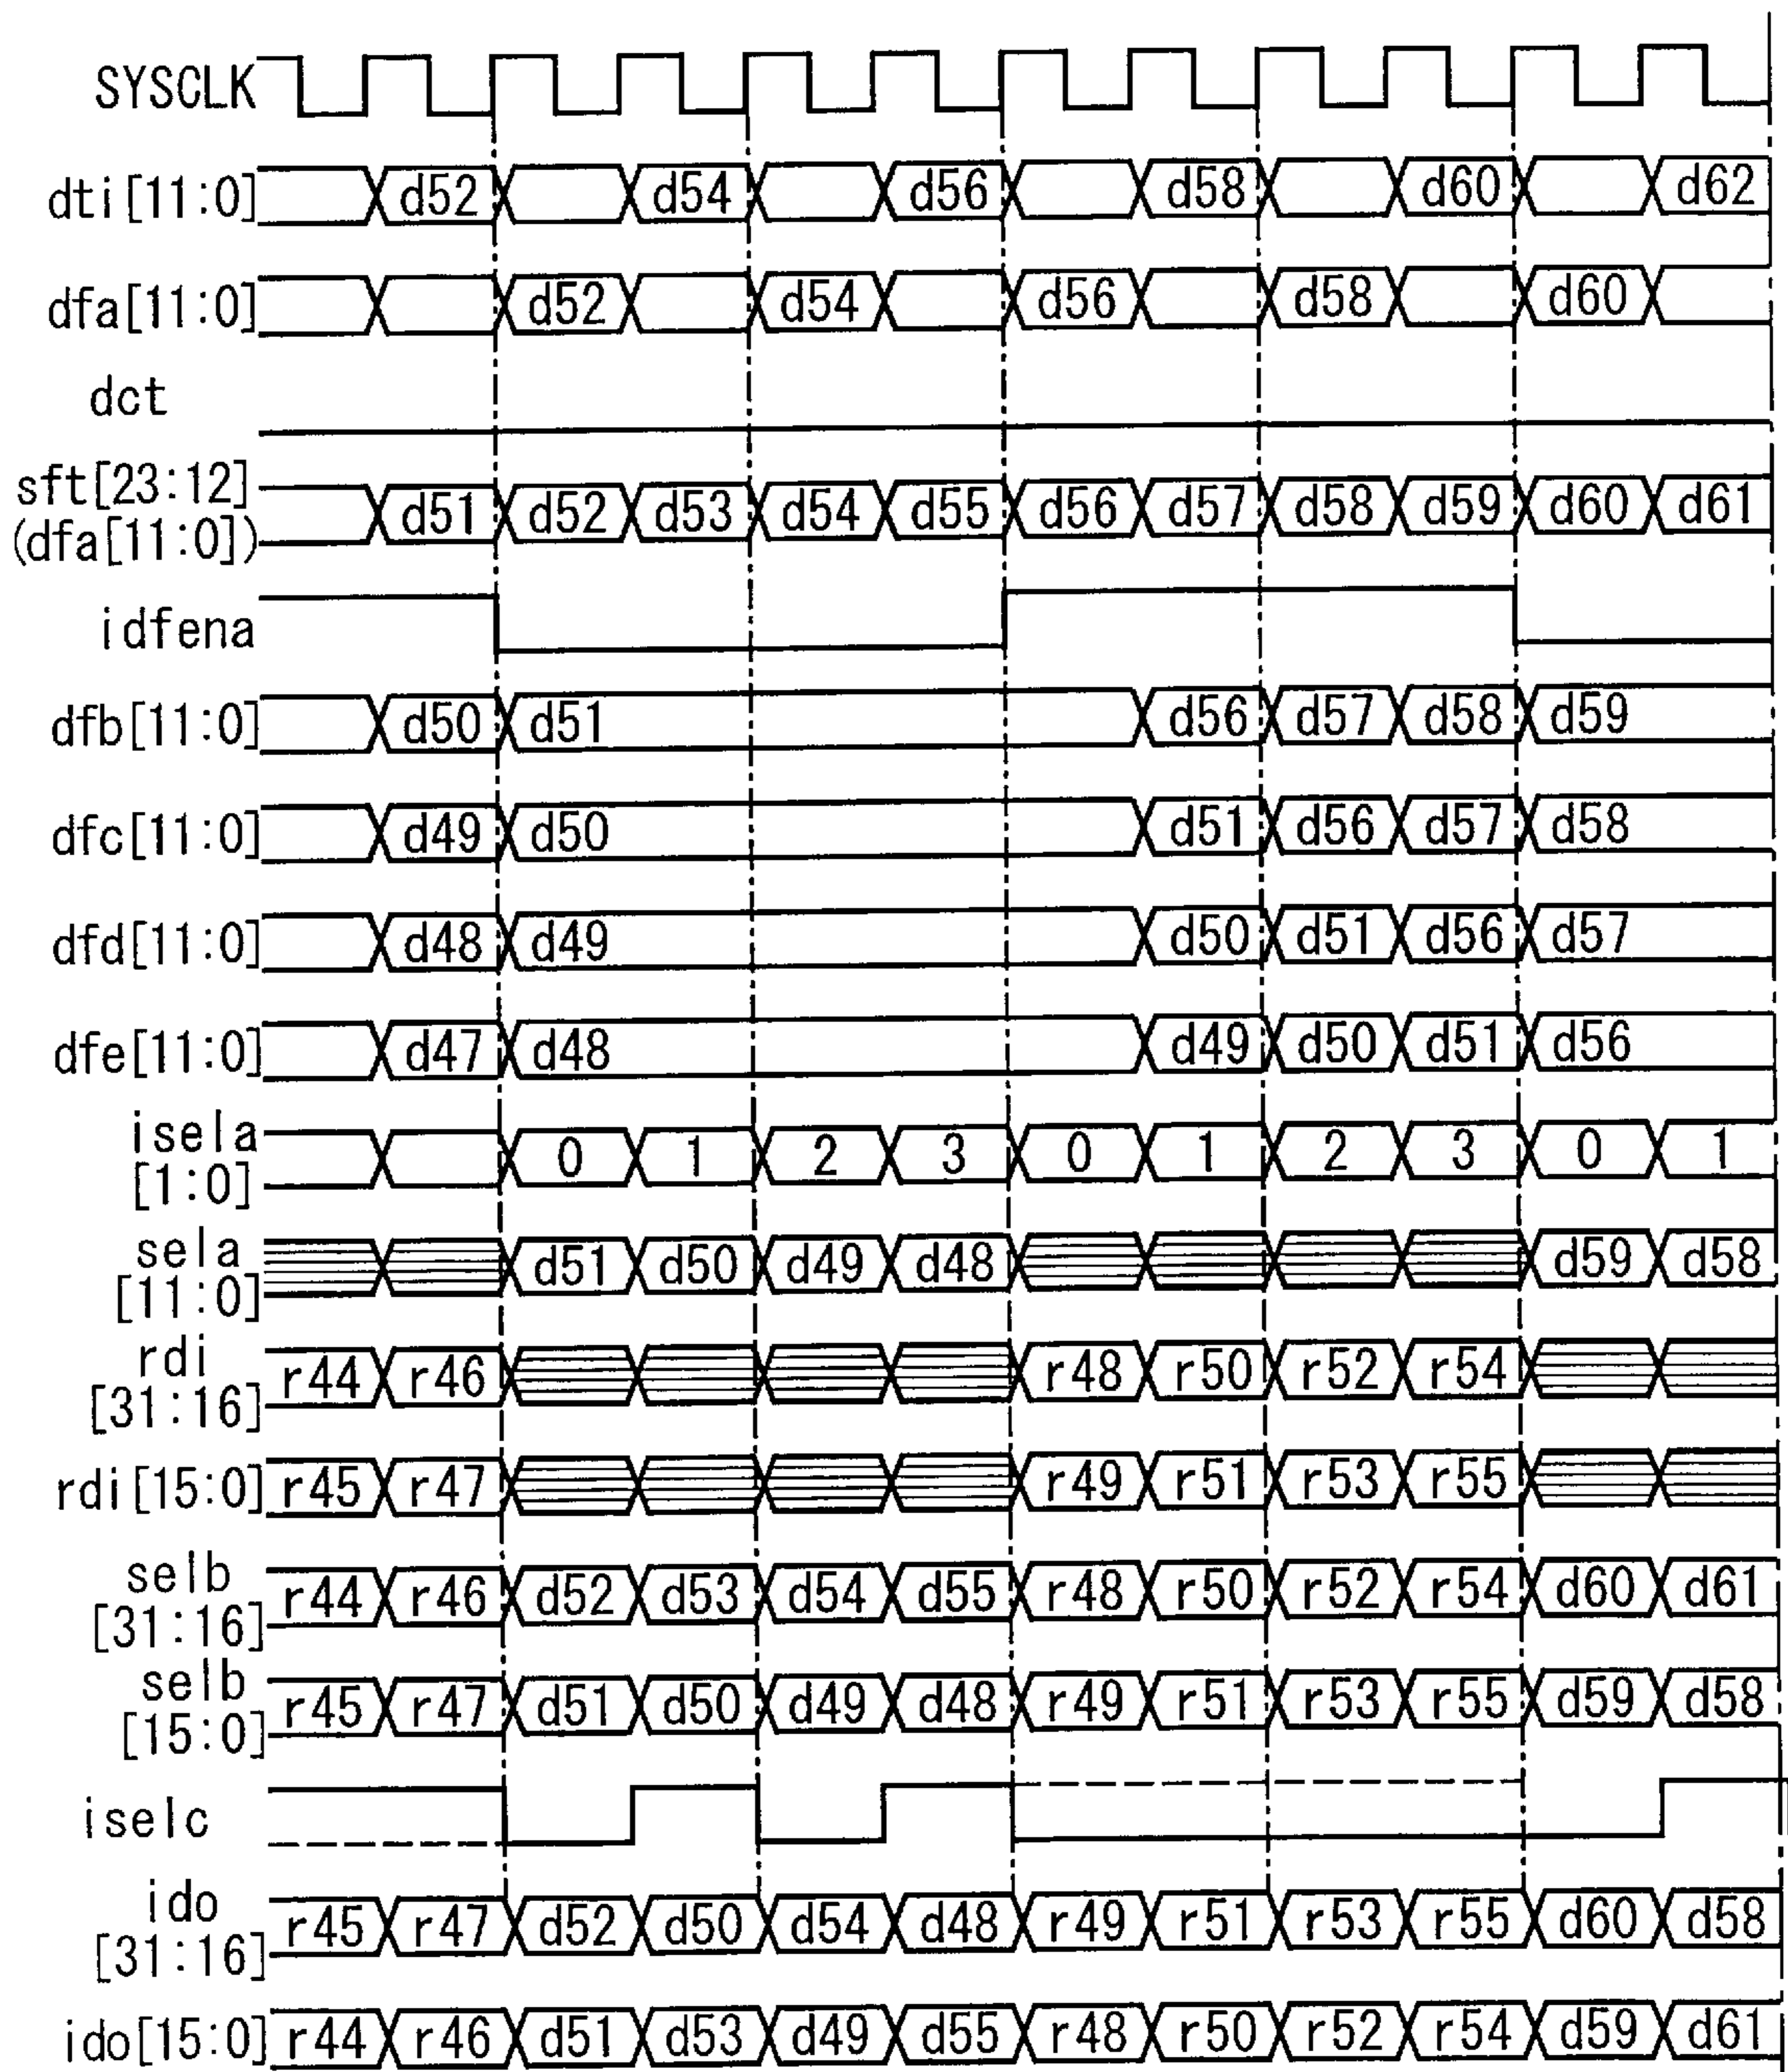 SYSCLK
dti[11:0] d52 d54 d56 d58 d60 d62
dfa[11:0] d52 d54 d56 d58 d60
dct
sft[23:12]
(dfa[11:0]) d51 d52 d53 d54 d55 d56 d57 d58 d59 d60 d61
idfena
dfb[11:0] d50 d51 d56 d57 d58 d59
dfc[11:0] d49 d50 d51 d56 d57 d58
dfd[11:0] d48 d49 d50 d51 d56 d57
dfe[11:0] d47 d48 d49 d50 d51 d56
isela
[1:0] 0 1 2 3 0 1 2 3 0 1
sela
[11:0] d51 d50 d49 d48 d59 d58
rdi
[31:16] r44 r46 r48 r50 r52 r54
rdi[15:0] r45 r47 r49 r51 r53 r55
selb
[31:16] r44 r46 d52 d53 d54 d55 r48 r50 r52 r54 d60 d61
selb
[15:0] r45 r47 d51 d50 d49 d48 r49 r51 r53 r55 d59 d58
iselc
ido
[31:16] r45 r47 d52 d50 d54 d48 r49 r51 r53 r55 d60 d58
ido[15:0] r44 r46 d51 d53 d49 d55 r48 r50 r52 r54 d59 d61